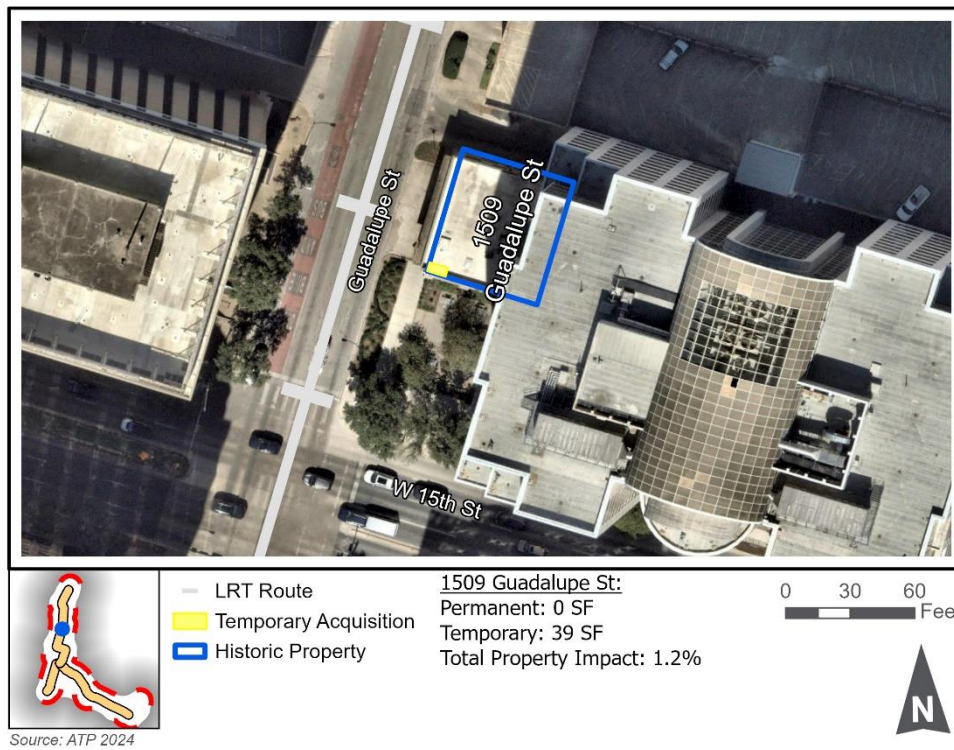 Guadalupe St
1509
Guadalupe St
W 15th St
LRT Route
Temporary Acquisition
Historic Property
1509 Guadalupe St:
Permanent: 0 SF
Temporary: 39 SF
Total Property Impact: 1.2%
0 30 60
Fee
N
Source: ATP 2024